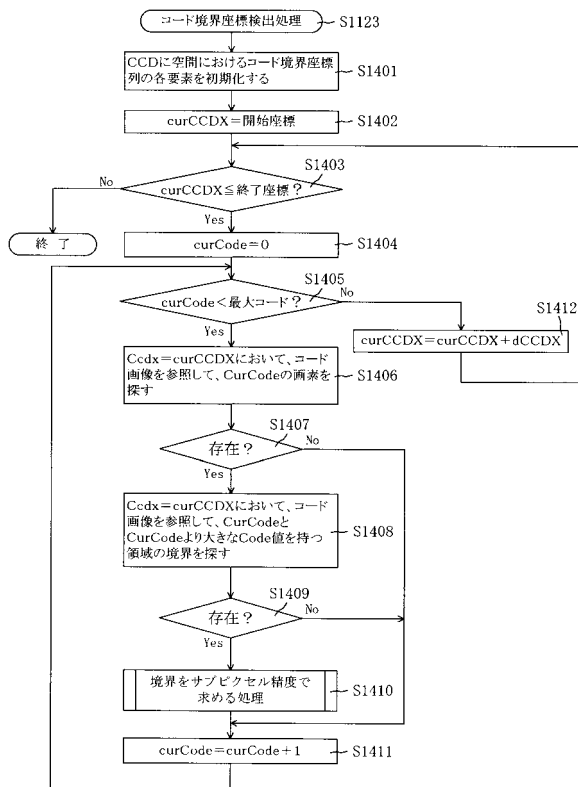 コード境界座標検出処理
S1123
CCDに空間におけるコード境界座標
列の各要素を初期化する
S1401
curCCDX=開始座標
S1402
S1403
curCCDX≦終了座標?
No
Yes
終 了
curCode=0
S1404
S1405
curCode<最大コード?
No
Yes
S1412
curCCDX=curCCDX+dCCDX
Ccdx=curCCDXにおいて、コード
画像を参照して、CurCodeの画素を
探す
S1406
S1407
存在?
No
Yes
Ccdx=curCCDXにおいて、コード
画像を参照して、CurCodeと
CurCodeより大きなCode値を持つ
領域の境界を探す
S1408
S1409
存在?
No
Yes
境界をサブピクセル精度で
求める処理
S1410
curCode=curCode+1
S1411